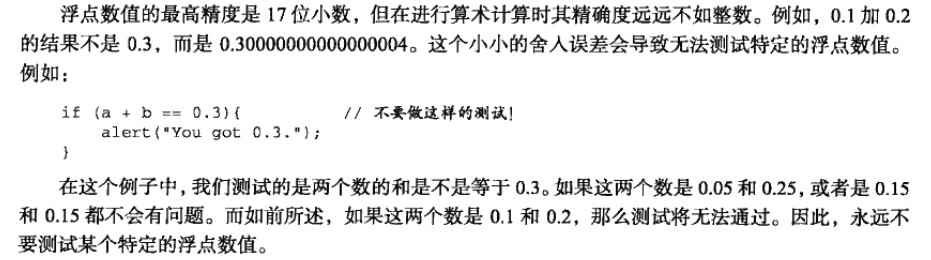 浮点数值的最高精度是 17 位小数，但在进行算术计算时其精确度远远不如整数。例如，0.1 加 0.2
的结果不是 0.3，而是 0.30000000000000004。这个小小的舍入误差会导致无法测试特定的浮点数值。
例如：
if (a + b == 0.3){ // 不要做这样的测试！
alert("You got 0.3.");
}
在这个例子中，我们测试的是两个数的和是不是等于 0.3。如果这两个数是 0.05 和 0.25，或者是 0.15
和 0.15 都不会有问题。而如前所述，如果这两个数是 0.1 和 0.2，那么测试将无法通过。因此，永远不
要测试某个特定的浮点数值。